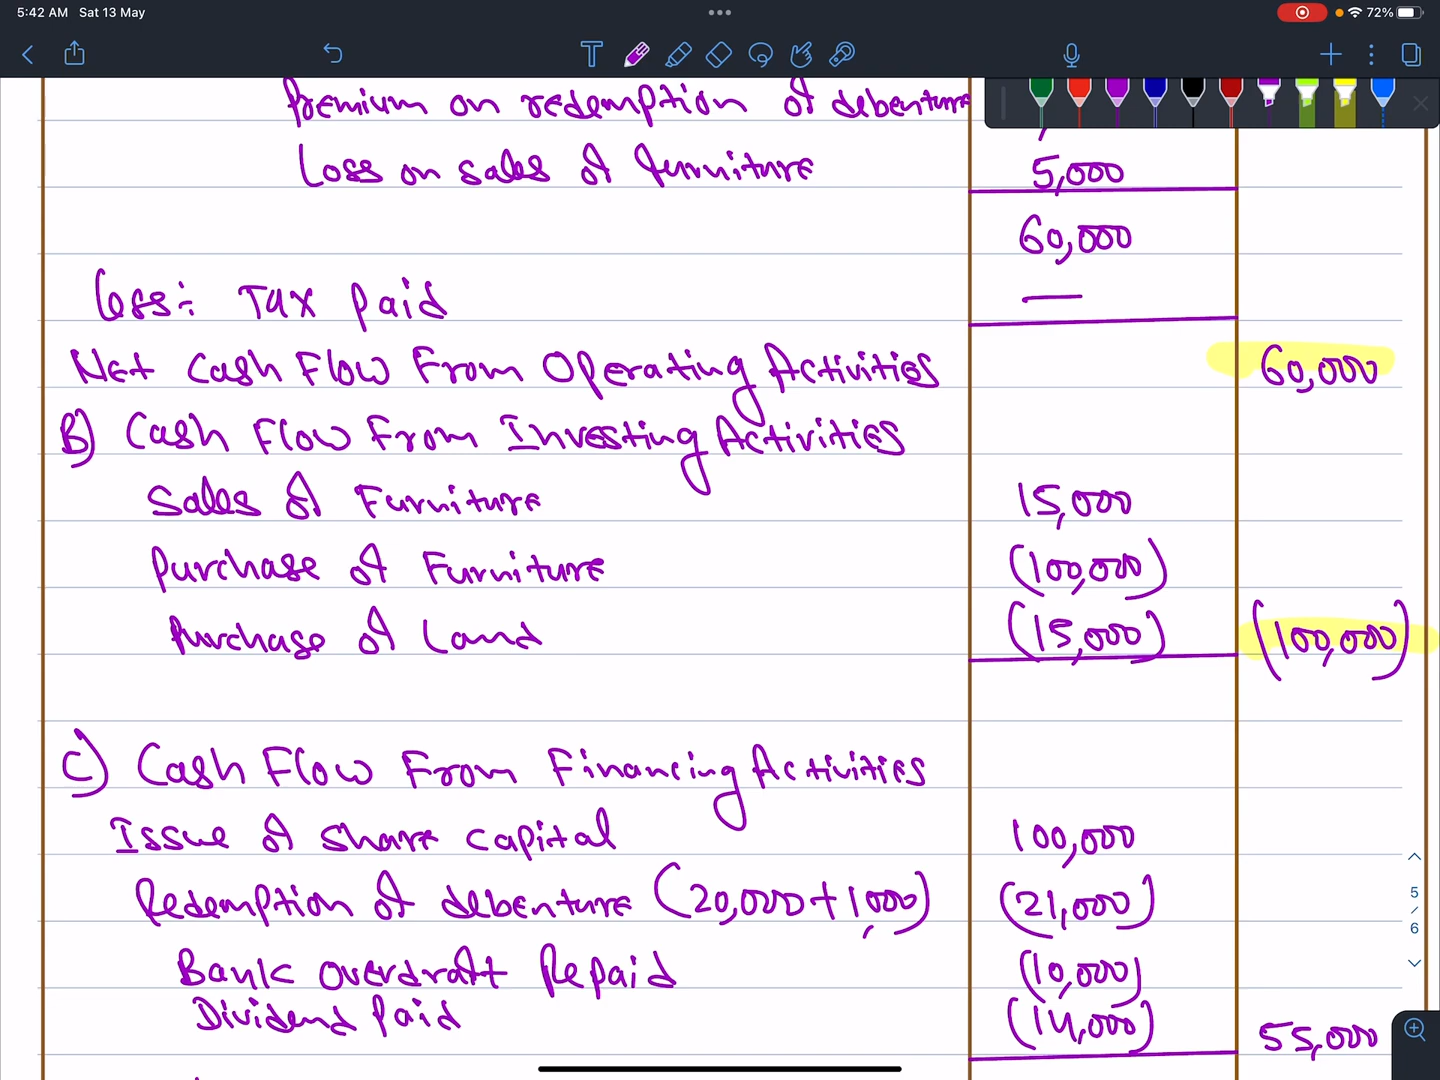 5:42 AM Sat 13 May
72%
Premium on redemption of debenture
Loss on sales of furniture 5,000
60,000
Less: Tax paid —
Net Cash Flow From Operating Activities 60,000
B) Cash Flow From Investing Activities
Sales of Furniture 15,000
Purchase of Furniture (100,000)
Purchase of Land (15,000) (100,000)
C) Cash Flow From Financing Activities
Issue of share capital 100,000
Redemption of debenture (20,000+1,000) (21,000)
Bank overdraft Repaid (10,000)
Dividend Paid (14,000) 55,000
5
/
6